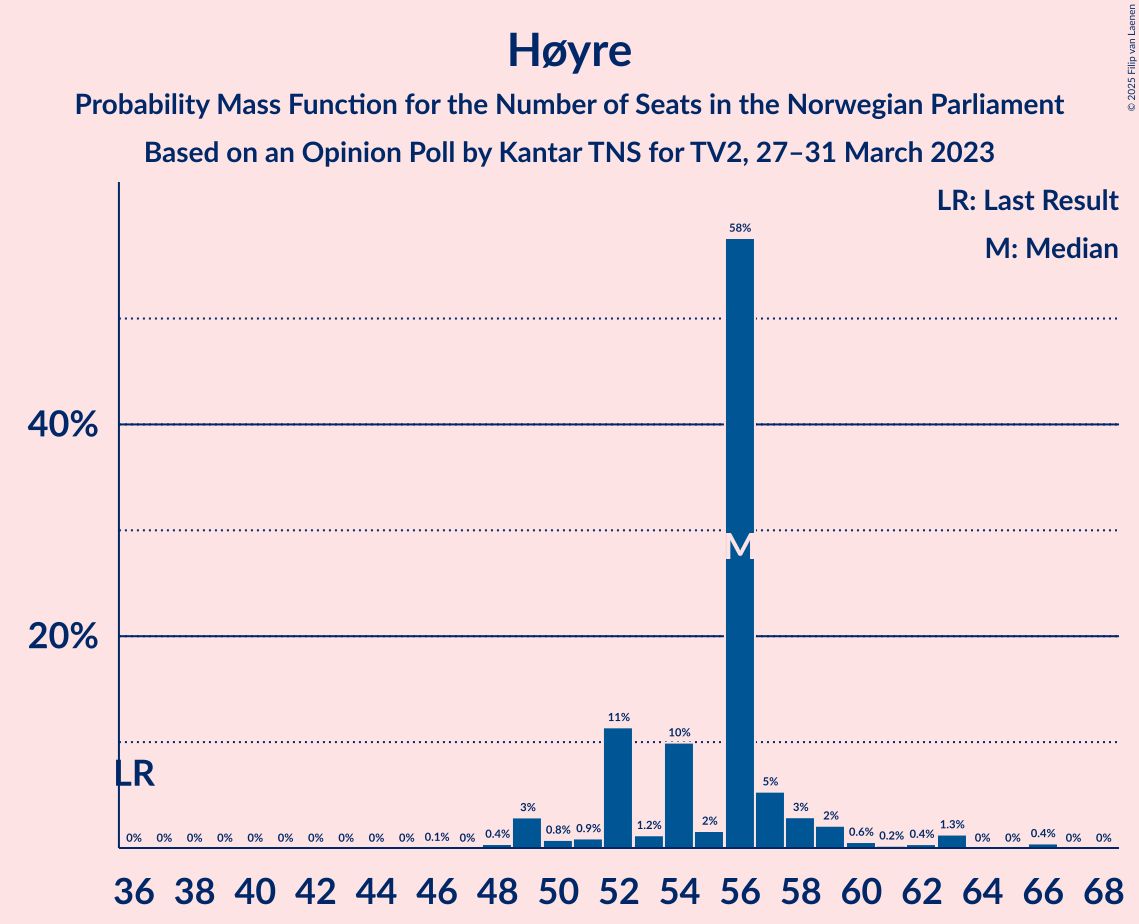 Høyre
Probability Mass Function for the Number of Seats in the Norwegian Parliament
Based on an Opinion Poll by Kantar TNS for TV2, 27–31 March 2023
© 2025 Filip van Laenen
LR: Last Result
M: Median
58%
40%
M
20%
11%
10%
LR
5%
3%
3%
2%
0% 0% 0% 0% 0% 0% 0% 0% 0% 0% 0.1% 0% 0.4% 0.8% 0.9% 1.2% 2% 0.6% 0.2% 0.4% 1.3% 0% 0% 0.4% 0% 0%
36 38 40 42 44 46 48 50 52 54 56 58 60 62 64 66 68